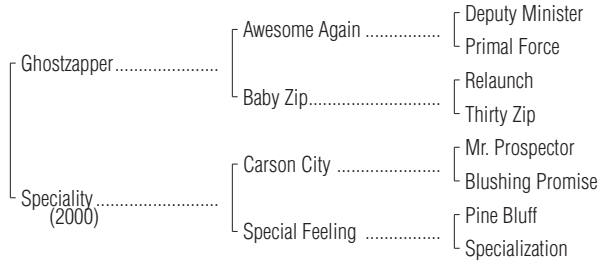 Deputy Minister
Awesome Again ..................
Primal Force
Ghostzapper.........................
Relaunch
Baby Zip................................
Thirty Zip
Mr. Prospector
Carson City .........................
Blushing Promise
Speciality..............................
(2000)
Pine Bluff
Special Feeling ..................
Specialization